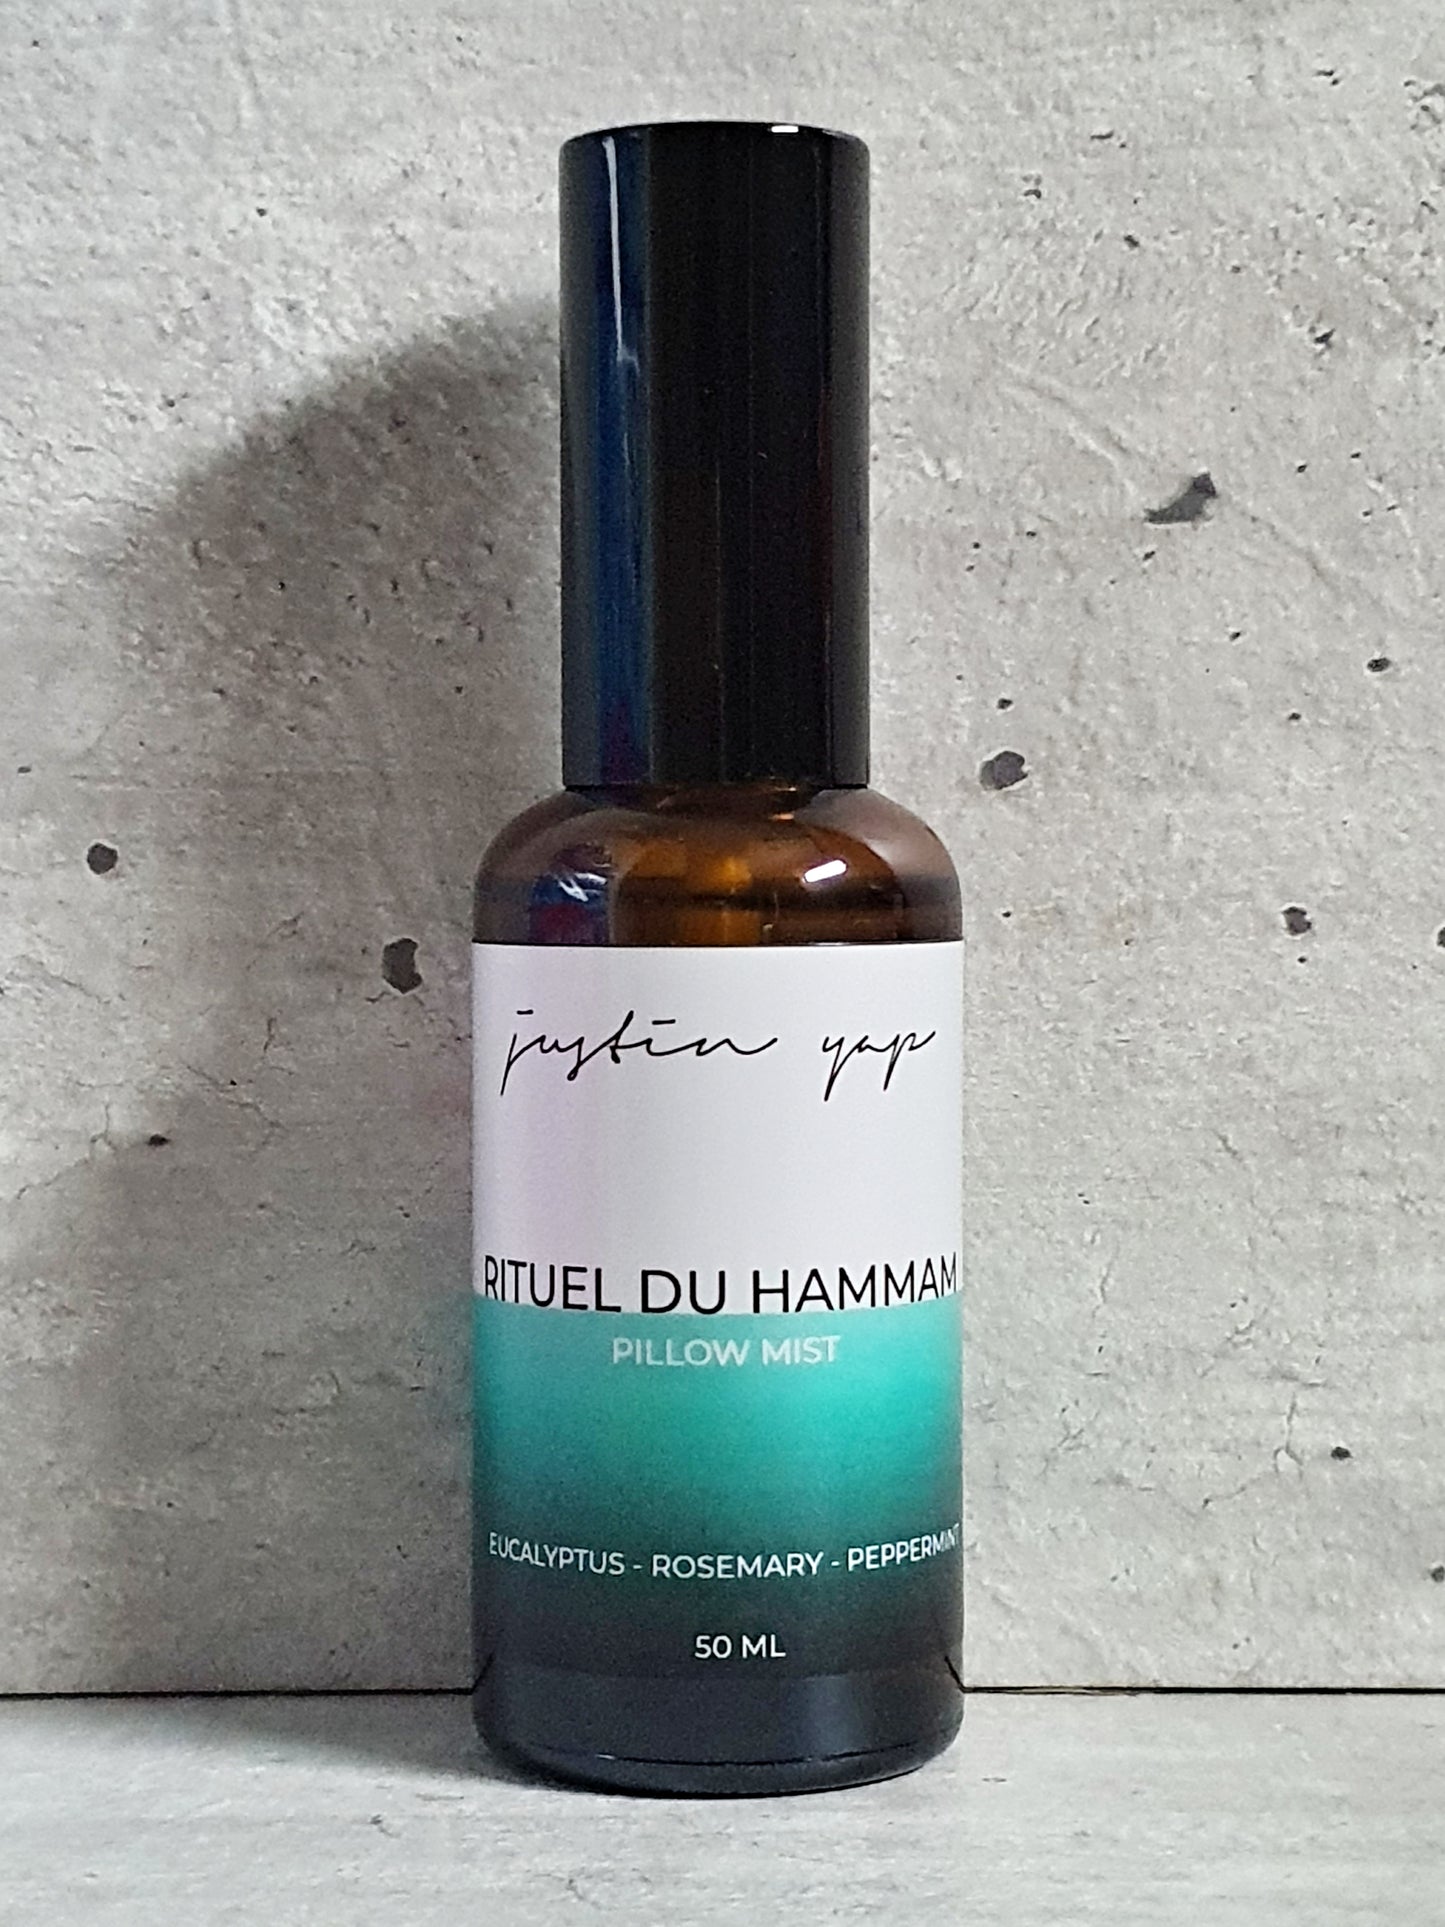 justin yap
RITUEL DU HAMMAM
PILLOW MIST
EUCALYPTUS - ROSEMARY - PEPPERMINT
50 ML